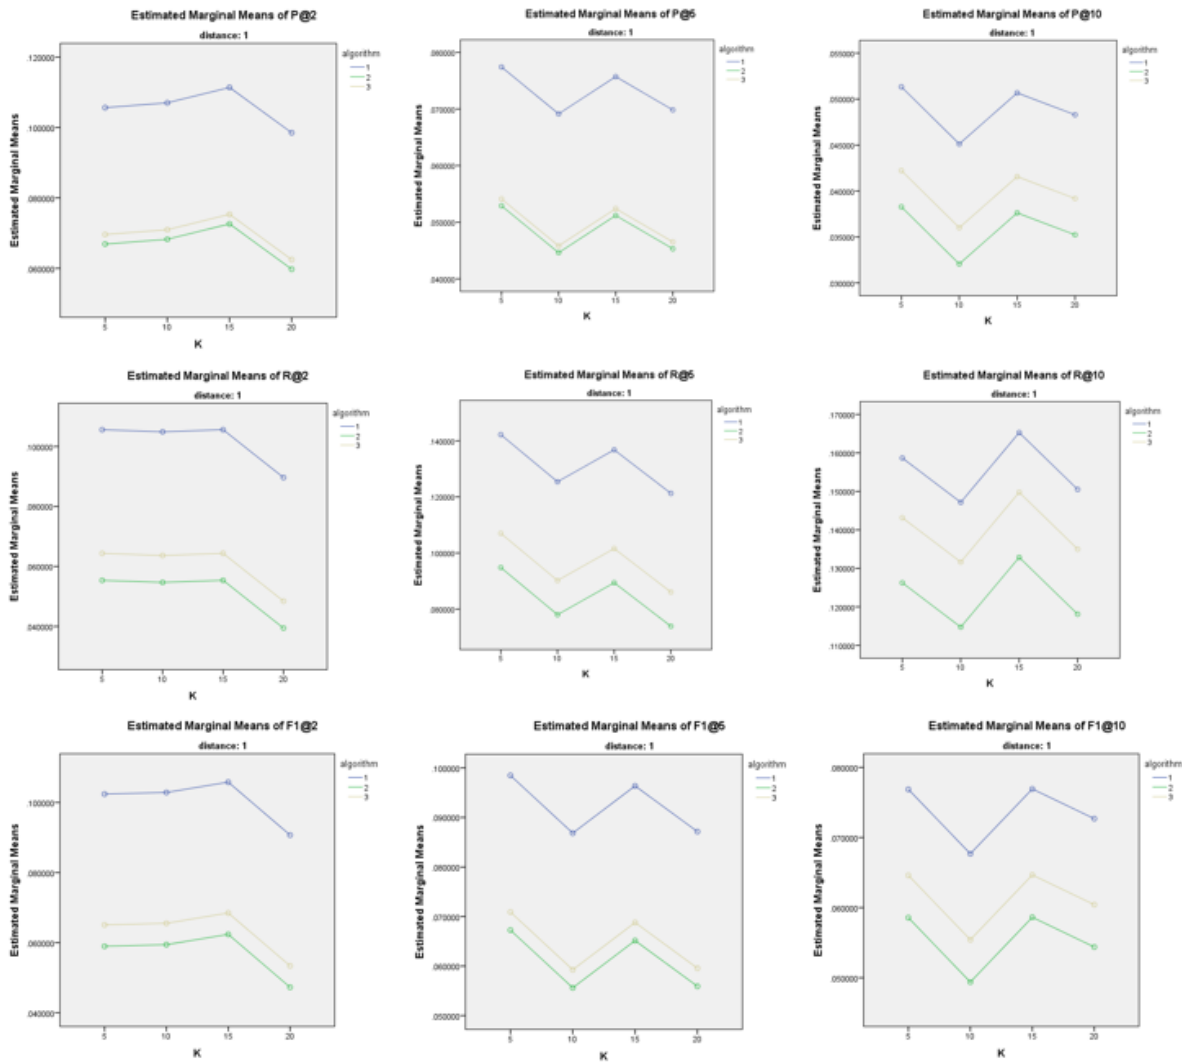 Estimated Marginal Means of P@2
distance: 1
algorithm
1
2
3
Estimated Marginal Means
.120000
.100000
.080000
.060000
5 10 15 20
K
Estimated Marginal Means of P@5
distance: 1
algorithm
1
2
3
Estimated Marginal Means
.080000
.070000
.060000
.050000
.040000
5 10 15 20
K
Estimated Marginal Means of P@10
distance: 1
algorithm
1
2
3
Estimated Marginal Means
.055000
.050000
.045000
.040000
.035000
.030000
5 10 15 20
K
Estimated Marginal Means of R@2
distance: 1
algorithm
1
2
3
Estimated Marginal Means
.100000
.080000
.060000
.040000
5 10 15 20
K
Estimated Marginal Means of R@5
distance: 1
algorithm
1
2
3
Estimated Marginal Means
.140000
.120000
.100000
.080000
5 10 15 20
K
Estimated Marginal Means of R@10
distance: 1
algorithm
1
2
3
Estimated Marginal Means
.170000
.160000
.150000
.140000
.130000
.120000
.110000
5 10 15 20
K
Estimated Marginal Means of F1@2
distance: 1
algorithm
1
2
3
Estimated Marginal Means
.100000
.080000
.060000
.040000
5 10 15 20
K
Estimated Marginal Means of F1@5
distance: 1
algorithm
1
2
3
Estimated Marginal Means
.100000
.090000
.080000
.070000
.060000
.050000
5 10 15 20
K
Estimated Marginal Means of F1@10
distance: 1
algorithm
1
2
3
Estimated Marginal Means
.080000
.070000
.060000
.050000
5 10 15 20
K